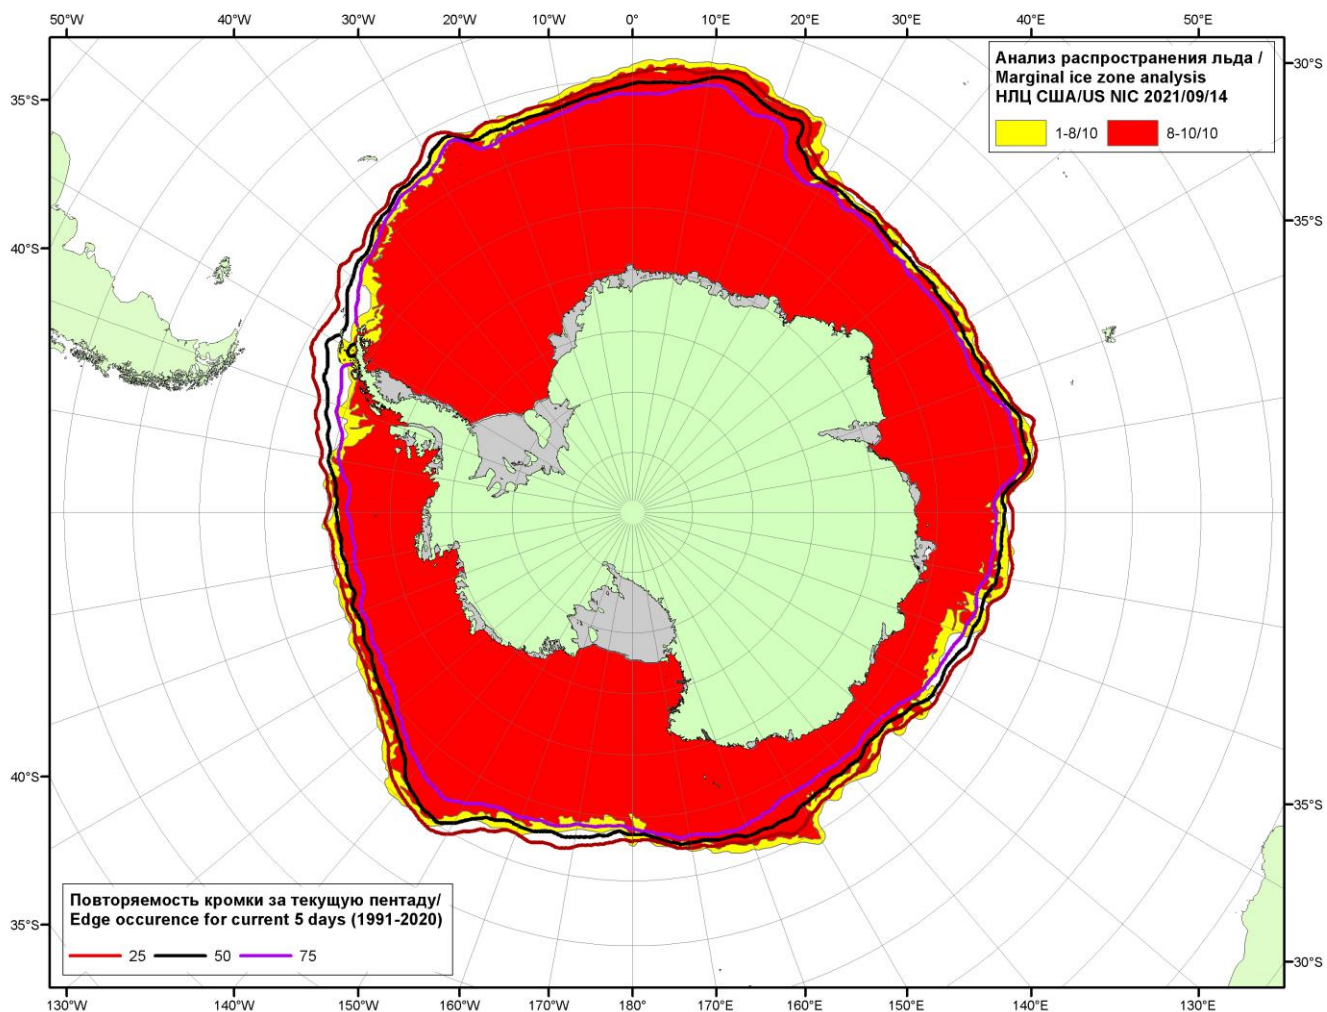 50°W 40°W 30°W 20°W 10°W 0° 10°E 20°E 30°E 40°E 50°E
Анализ распространения льда /
Marginal ice zone analysis
НЛЦ США/US NIC 2021/09/14
1-8/10 8-10/10
30°S
35°S
35°S
40°S
40°S
35°S
35°S
30°S
Повторяемость кромки за текущую пентаду/
Edge occurence for current 5 days (1991-2020)
25 50 75
130°W 140°W 150°W 160°W 170°W 180° 170°E 160°E 150°E 140°E 130°E